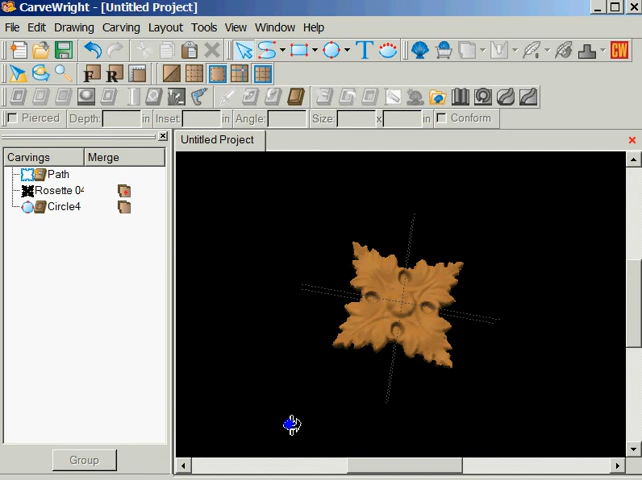 CarveWright - [Untitled Project]
File Edit Drawing Carving Layout Tools View Window Help
T CW
F R
Pierced Depth: in Inset: in Angle: Size: x in Conform
Untitled Project
Carvings Merge
Path
Rosette 04
Circle4
Group